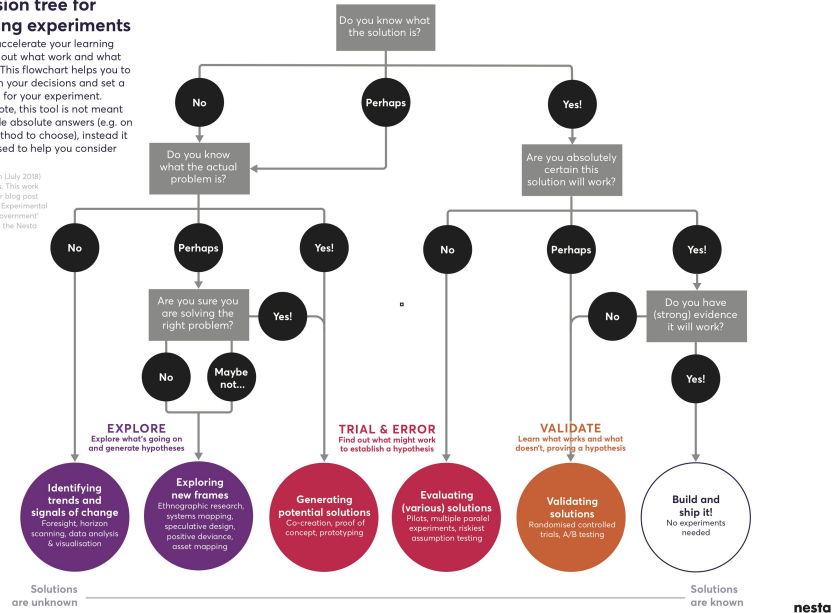 sion tree for
ng experiments
accelerate your learning
out what work and what
This flowchart helps you to
n your decisions and set a
for your experiment.
ote, this tool is not meant
le absolute answers (e.g. on
thod to choose), instead it
sed to help you consider
n (July 2018)
s. This work
r blog post
Experimental
overnment'
the Nesta
Do you know what
the solution is?
No
Perhaps
Yes!
Do you know
what the actual
problem is?
Are you absolutely
certain this
solution will work?
No
Perhaps
Yes!
No
Perhaps
Yes!
Are you sure you
are solving the
right problem?
Yes!
No
Do you have
(strong) evidence
it will work?
No
Maybe
not...
Yes!
EXPLORE
Explore what's going on
and generate hypotheses
TRIAL & ERROR
Find out what might work
to establish a hypothesis
VALIDATE
Learn what works and what
doesn't, proving a hypothesis
Identifying
trends and
signals of change
Foresight, horizon
scanning, data analysis
& visualisation
Exploring
new frames
Ethnographic research,
systems mapping,
speculative design,
positive deviance,
asset mapping
Generating
potential solutions
Co-creation, proof of
concept, prototyping
Evaluating
(various) solutions
Pilots, multiple paralel
experiments, riskiest
assumption testing
Validating
solutions
Randomised controlled
trials, A/B testing
Build and
ship it!
No experiments
needed
Solutions
are unknown
Solutions
are known
nesta